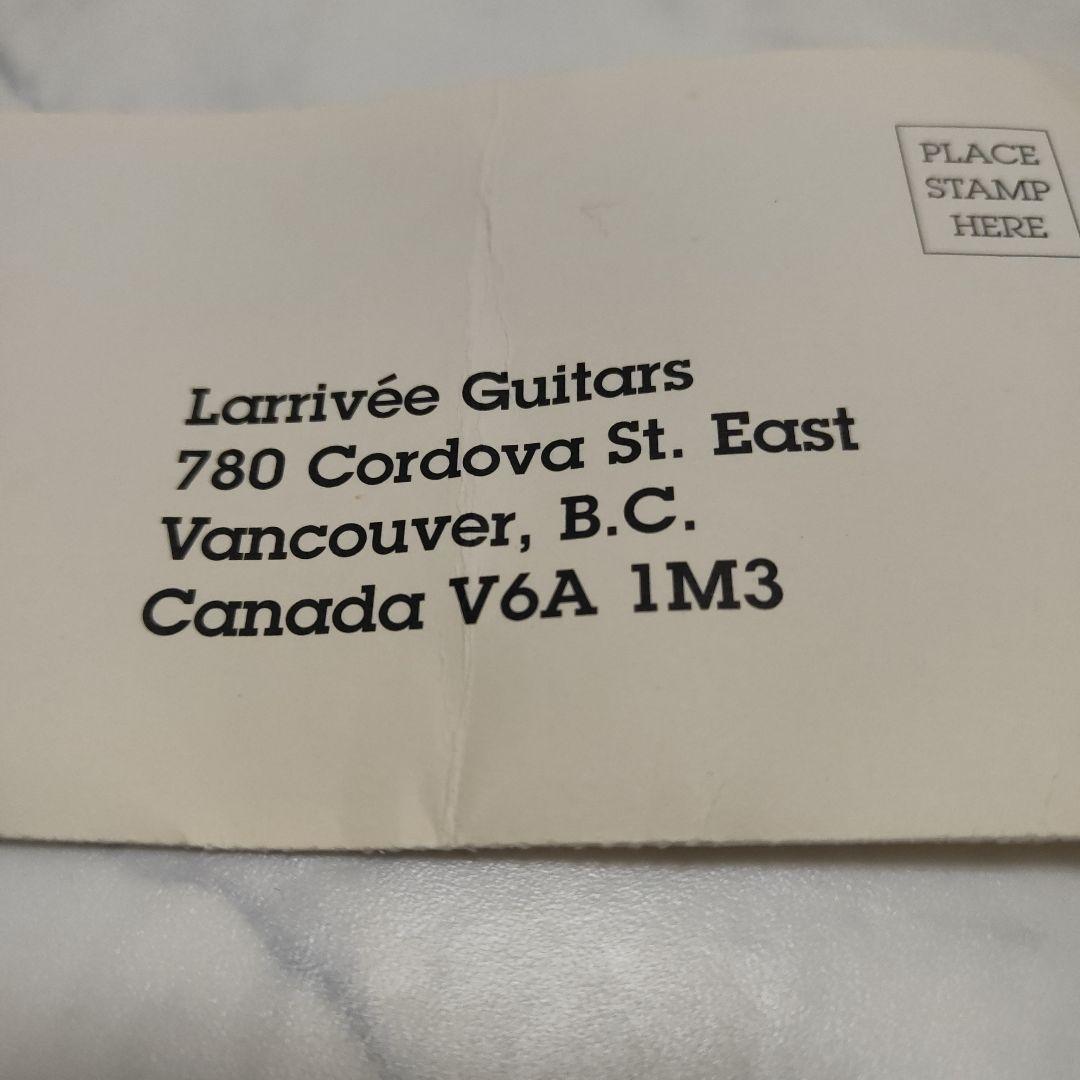 PLACE
STAMP
HERE
Larrivée Guitars
780 Cordova St. East
Vancouver, B.C.
Canada V6A 1M3